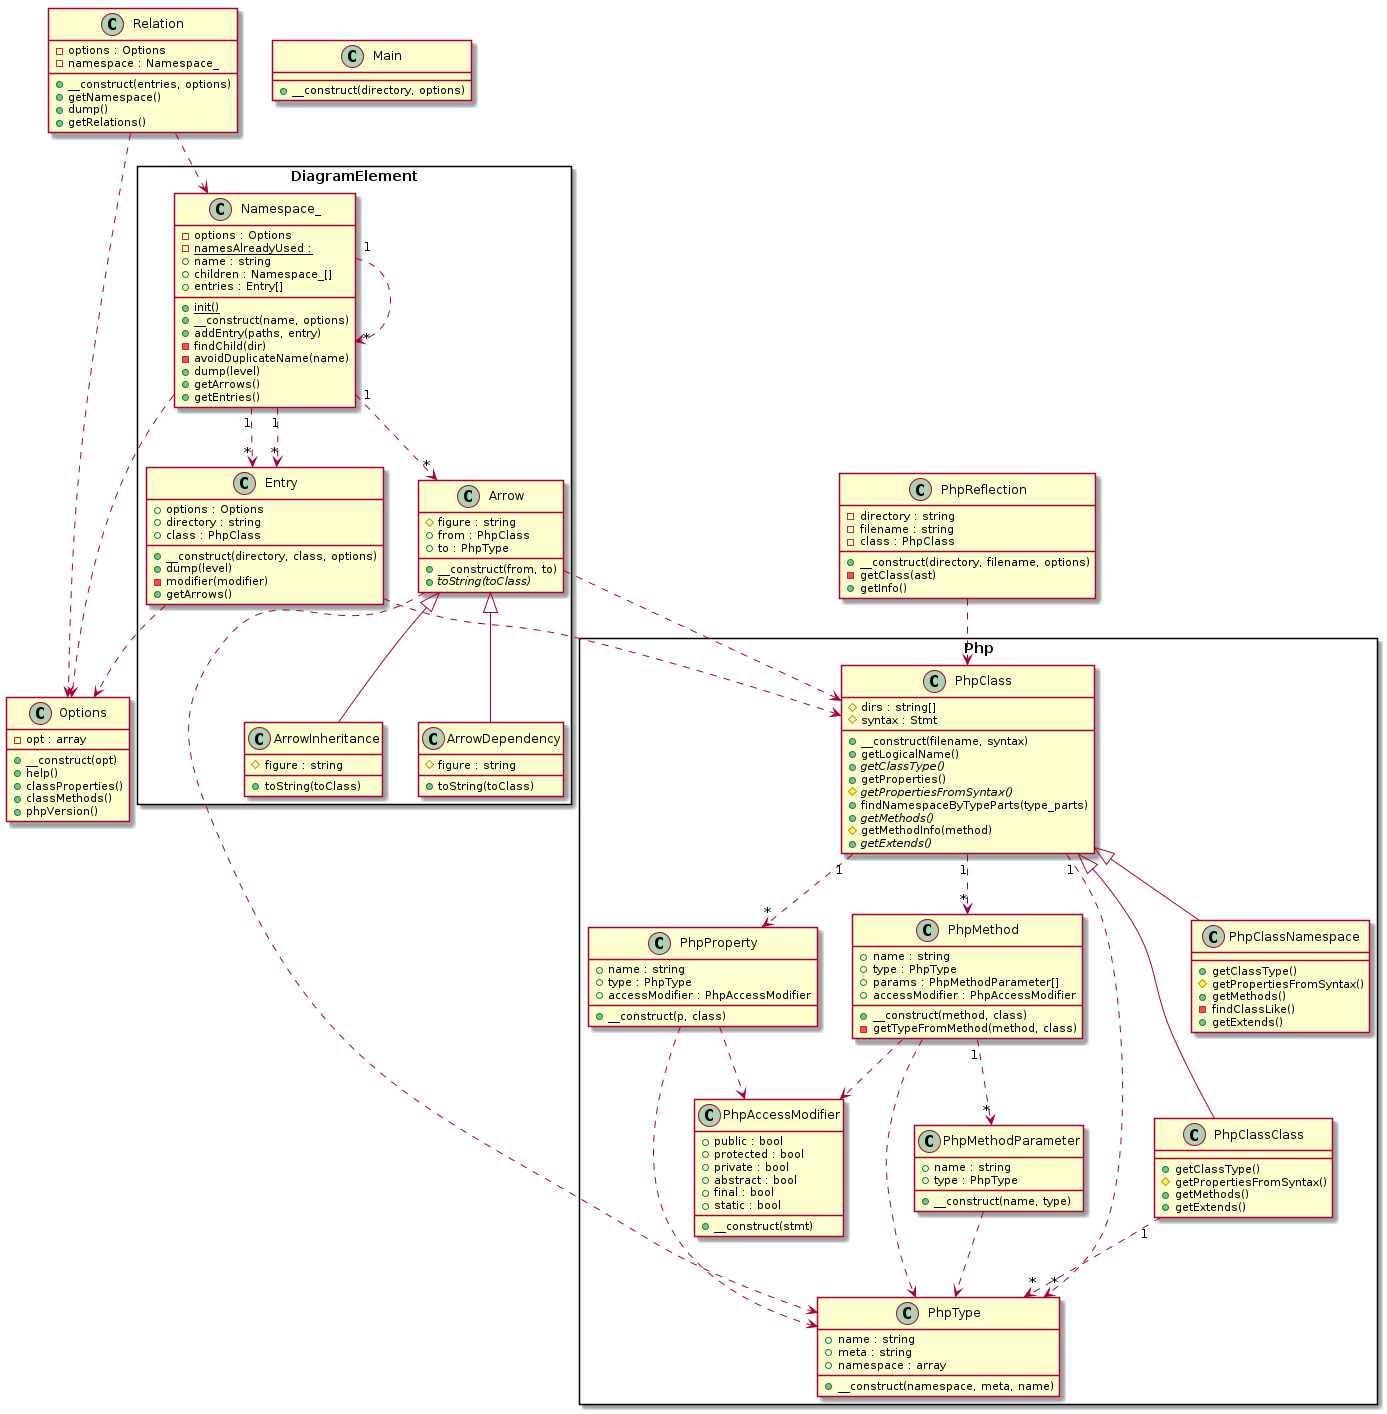 C Relation
options : Options
namespace : Namespace_
__construct(entries, options)
getNamespace()
dump()
getRelations()
C Main
__construct(directory, options)
DiagramElement
C Namespace_
options : Options
namesAlreadyUsed :
name : string
children : Namespace_[]
entries : Entry[]
init()
__construct(name, options)
addEntry(paths, entry)
findChild(dir)
avoidDuplicateName(name)
dump(level)
getArrows()
getEntries()
1
*
1
*
1
*
1
*
C Entry
options : Options
directory : string
class : PhpClass
__construct(directory, class, options)
dump(level)
modifier(modifier)
getArrows()
C Arrow
figure : string
from : PhpClass
to : PhpType
__construct(from, to)
toString(toClass)
C PhpReflection
directory : string
filename : string
class : PhpClass
__construct(directory, filename, options)
getClass(ast)
getInfo()
C Options
opt : array
__construct(opt)
help()
classProperties()
classMethods()
phpVersion()
C ArrowInheritance
figure : string
toString(toClass)
C ArrowDependency
figure : string
toString(toClass)
Php
C PhpClass
dirs : string[]
syntax : Stmt
__construct(filename, syntax)
getLogicalName()
getClassType()
getProperties()
getPropertiesFromSyntax()
findNamespaceByTypeParts(type_parts)
getMethods()
getMethodInfo(method)
getExtends()
1
*
1
*
1
*
C PhpProperty
name : string
type : PhpType
accessModifier : PhpAccessModifier
__construct(p, class)
C PhpMethod
name : string
type : PhpType
params : PhpMethodParameter[]
accessModifier : PhpAccessModifier
__construct(method, class)
getTypeFromMethod(method, class)
1
*
C PhpClassNamespace
getClassType()
getPropertiesFromSyntax()
getMethods()
findClassLike()
getExtends()
C PhpAccessModifier
public : bool
protected : bool
private : bool
abstract : bool
final : bool
static : bool
__construct(stmt)
C PhpMethodParameter
name : string
type : PhpType
__construct(name, type)
C PhpClassClass
getClassType()
getPropertiesFromSyntax()
getMethods()
getExtends()
1
*
C PhpType
name : string
meta : string
namespace : array
__construct(namespace, meta, name)